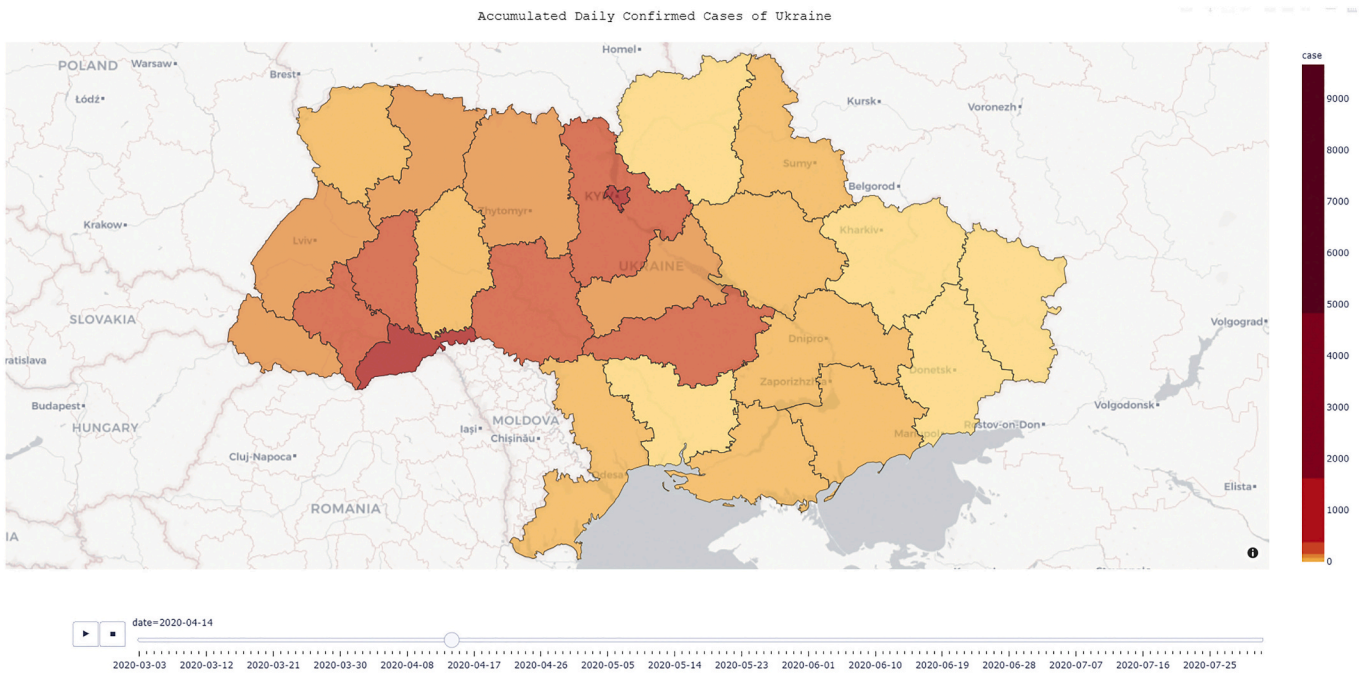 Accumulated Daily Confirmed Cases of Ukraine
Homel
case
POLAND Warsaw
Brest
Łódź
Kursk
Voronezh
9000
8000
Sumy
Belgorod
7000
Krakow
Zhytomyr
Lviv
Kharkiv
6000
UKRAINE
5000
SLOVAKIA
Volgograd
Dnipro
4000
Donetsk
Budapest
HUNGARY
Zaporizhzhia
Volgodonsk
3000
MOLDOVA
Iași
Chișinău
Rostov-on-Don
Cluj-Napoca
2000
Odesa
Elista
ROMANIA
1000
0
date=2020-04-14
2020-03-03 2020-03-12 2020-03-21 2020-03-30 2020-04-08 2020-04-17 2020-04-26 2020-05-05 2020-05-14 2020-05-23 2020-06-01 2020-06-10 2020-06-19 2020-06-28 2020-07-07 2020-07-16 2020-07-25